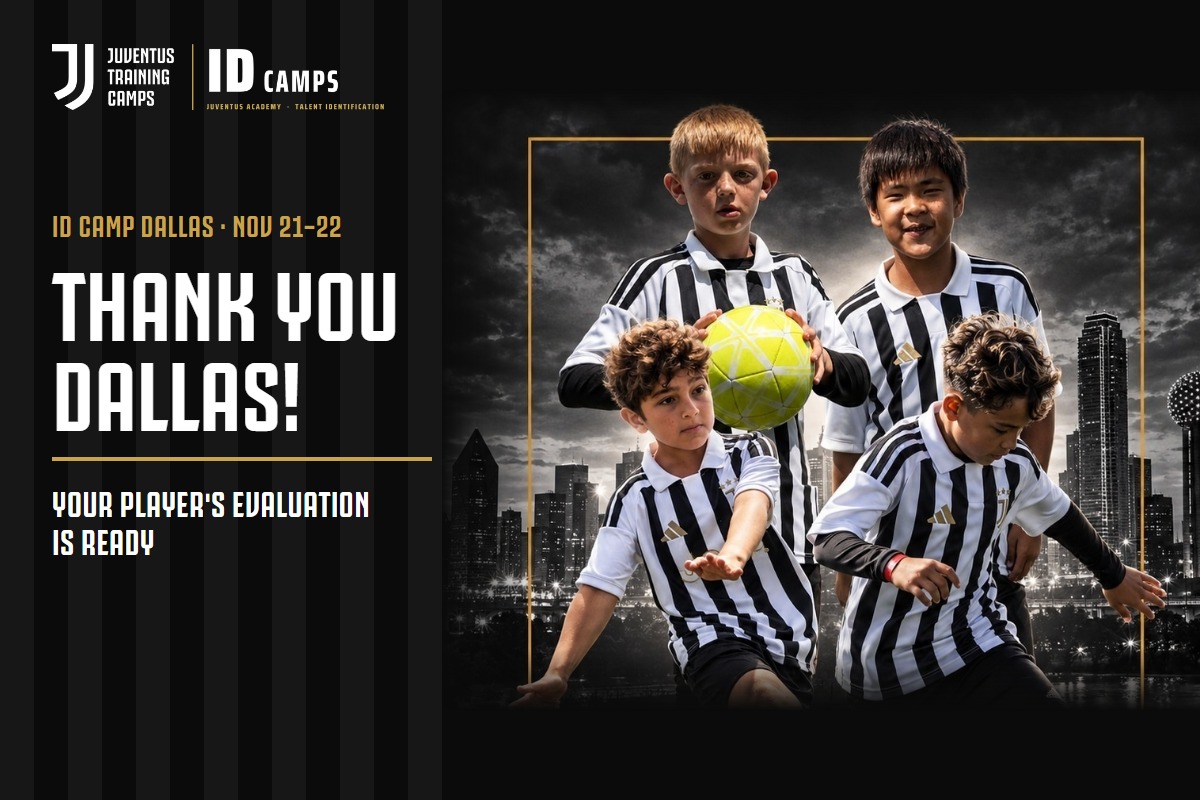 JUVENTUS
TRAINING
CAMPS
ID CAMPS
JUVENTUS ACADEMY · TALENT IDENTIFICATION
ID CAMP DALLAS · NOV 21–22
THANK YOU
DALLAS!
YOUR PLAYER'S EVALUATION
IS READY